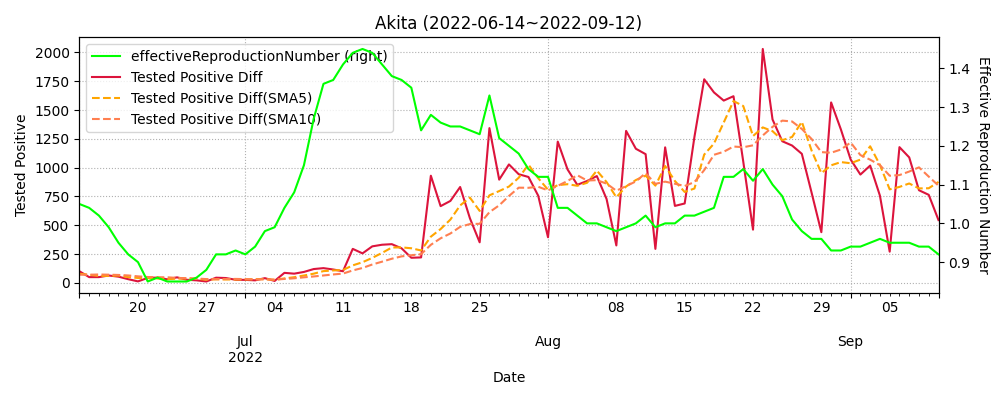 Akita (2022-06-14~2022-09-12)
effectiveReproductionNumber (right)
Tested Positive Diff
Tested Positive Diff(SMA5)
Tested Positive Diff(SMA10)
Tested Positive
2000
1750
1500
1250
1000
750
500
250
0
1.4
1.3
1.2
1.1
1.0
0.9
Effective Reproduction Number
20 27 04 11 18 25 08 15 22 29 05
Jul Aug Sep
2022
Date